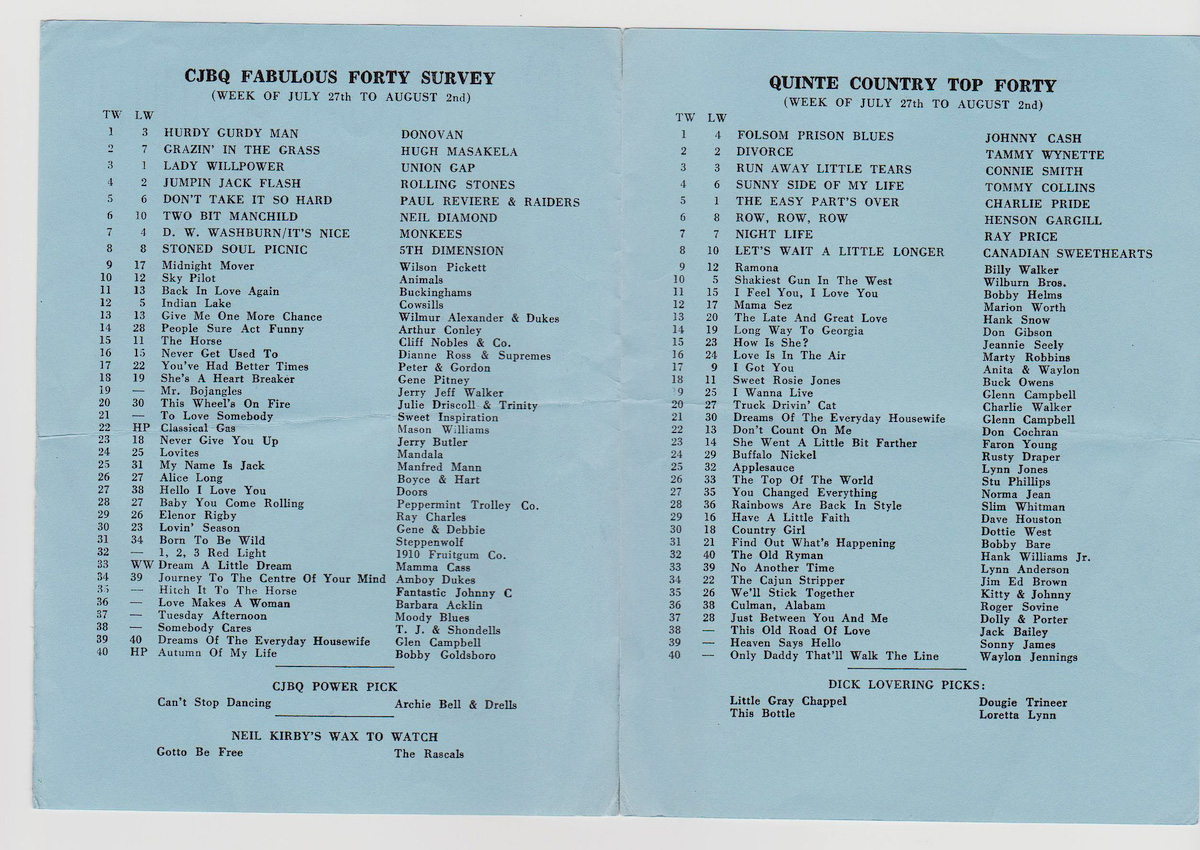 CJBQ FABULOUS FORTY SURVEY
(WEEK OF JULY 27th TO AUGUST 2nd)
TW LW
1 3 HURDY GURDY MAN DONOVAN
2 7 GRAZIN' IN THE GRASS HUGH MASAKELA
3 1 LADY WILLPOWER UNION GAP
4 2 JUMPIN JACK FLASH ROLLING STONES
5 6 DON'T TAKE IT SO HARD PAUL REVIERE & RAIDERS
6 10 TWO BIT MANCHILD NEIL DIAMOND
7 4 D. W. WASHBURN/IT'S NICE MONKEES
8 8 STONED SOUL PICNIC 5TH DIMENSION
9 17 Midnight Mover Wilson Pickett
10 12 Sky Pilot Animals
11 13 Back In Love Again Buckinghams
12 5 Indian Lake Cowsills
13 13 Give Me One More Chance Wilmur Alexander & Dukes
14 28 People Sure Act Funny Arthur Conley
15 11 The Horse Cliff Nobles & Co.
16 15 Never Get Used To Dianne Ross & Supremes
17 22 You've Had Better Times Peter & Gordon
18 19 She's A Heart Breaker Gene Pitney
19 — Mr. Bojangles Jerry Jeff Walker
20 30 This Wheel's On Fire Julie Driscoll & Trinity
21 — To Love Somebody Sweet Inspiration
22 HP Classical Gas Mason Williams
23 18 Never Give You Up Jerry Butler
24 25 Lovites Mandala
25 31 My Name Is Jack Manfred Mann
26 27 Alice Long Boyce & Hart
27 38 Hello I Love You Doors
28 27 Baby You Come Rolling Peppermint Trolley Co.
29 26 Elenor Rigby Ray Charles
30 23 Lovin' Season Gene & Debbie
31 34 Born To Be Wild Steppenwolf
32 — 1, 2, 3 Red Light 1910 Fruitgum Co.
33 WW Dream A Little Dream Mamma Cass
34 39 Journey To The Centre Of Your Mind Amboy Dukes
35 — Hitch It To The Horse Fantastic Johnny C
36 — Love Makes A Woman Barbara Acklin
37 — Tuesday Afternoon Moody Blues
38 — Somebody Cares T. J. & Shondells
39 40 Dreams Of The Everyday Housewife Glen Campbell
40 HP Autumn Of My Life Bobby Goldsboro
CJBQ POWER PICK
Can't Stop Dancing Archie Bell & Drells
NEIL KIRBY'S WAX TO WATCH
Gotto Be Free The Rascals
QUINTE COUNTRY TOP FORTY
(WEEK OF JULY 27th TO AUGUST 2nd)
TW LW
1 4 FOLSOM PRISON BLUES JOHNNY CASH
2 2 DIVORCE TAMMY WYNETTE
3 3 RUN AWAY LITTLE TEARS CONNIE SMITH
4 6 SUNNY SIDE OF MY LIFE TOMMY COLLINS
5 1 THE EASY PART'S OVER CHARLIE PRIDE
6 8 ROW, ROW, ROW HENSON GARGILL
7 7 NIGHT LIFE RAY PRICE
8 10 LET'S WAIT A LITTLE LONGER CANADIAN SWEETHEARTS
9 12 Ramona Billy Walker
10 5 Shakiest Gun In The West Wilburn Bros.
11 15 I Feel You, I Love You Bobby Helms
12 17 Mama Sez Marion Worth
13 20 The Late And Great Love Hank Snow
14 19 Long Way To Georgia Don Gibson
15 23 How Is She? Jeannie Seely
16 24 Love Is In The Air Marty Robbins
17 9 I Got You Anita & Waylon
18 11 Sweet Rosie Jones Buck Owens
9 25 I Wanna Live Glenn Campbell
20 27 Truck Drivin' Cat Charlie Walker
21 30 Dreams Of The Everyday Housewife Glenn Campbell
22 13 Don't Count On Me Don Cochran
23 14 She Went A Little Bit Farther Faron Young
24 29 Buffalo Nickel Rusty Draper
25 32 Applesauce Lynn Jones
26 33 The Top Of The World Stu Phillips
27 35 You Changed Everything Norma Jean
28 36 Rainbows Are Back In Style Slim Whitman
29 16 Have A Little Faith Dave Houston
30 18 Country Girl Dottie West
31 21 Find Out What's Happening Bobby Bare
32 40 The Old Ryman Hank Williams Jr.
33 39 No Another Time Lynn Anderson
34 22 The Cajun Stripper Jim Ed Brown
35 26 We'll Stick Together Kitty & Johnny
36 38 Culman, Alabam Roger Sovine
37 28 Just Between You And Me Dolly & Porter
38 — This Old Road Of Love Jack Bailey
39 — Heaven Says Hello Sonny James
40 — Only Daddy That'll Walk The Line Waylon Jennings
DICK LOVERING PICKS:
Little Gray Chappel Dougie Trineer
This Bottle Loretta Lynn